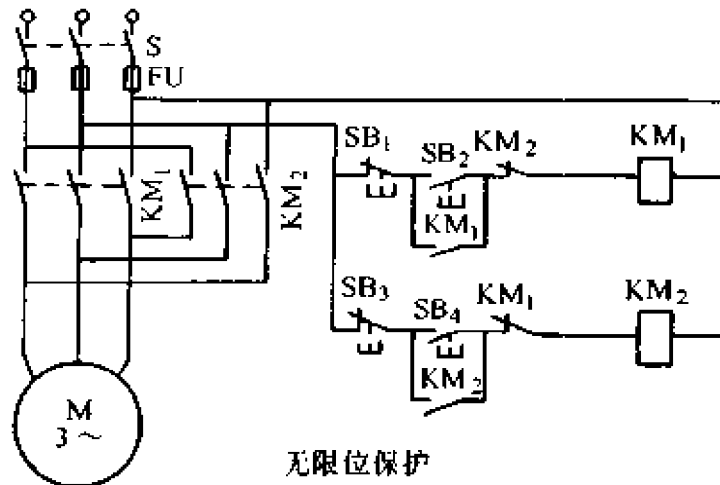 S
FU
SB₁
SB₂
KM₂
KM₁
KM₁
KM₂
KM₁
SB₃
SB₄
KM₁
KM₂
KM₂
M
3～
无限位保护